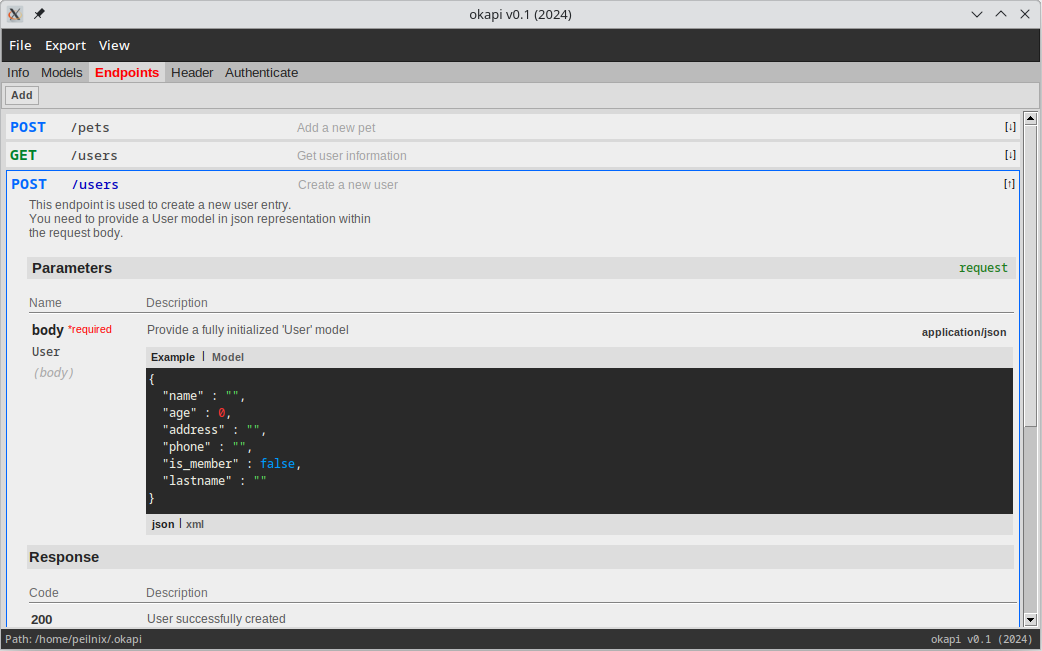 okapi v0.1 (2024)
File Export View
Info Models Endpoints Header Authenticate
Add
POST /pets Add a new pet [↓]
GET /users Get user information [↓]
POST /users Create a new user [↑]
This endpoint is used to create a new user entry.
You need to provide a User model in json representation within
the request body.
Parameters request
Name Description
body *required Provide a fully initialized 'User' model application/json
User
(body)
Example | Model
{
"name" : "",
"age" : 0,
"address" : "",
"phone" : "",
"is_member" : false,
"lastname" : ""
}
json | xml
Response
Code Description
200 User successfully created
Path: /home/peilnix/.okapi okapi v0.1 (2024)